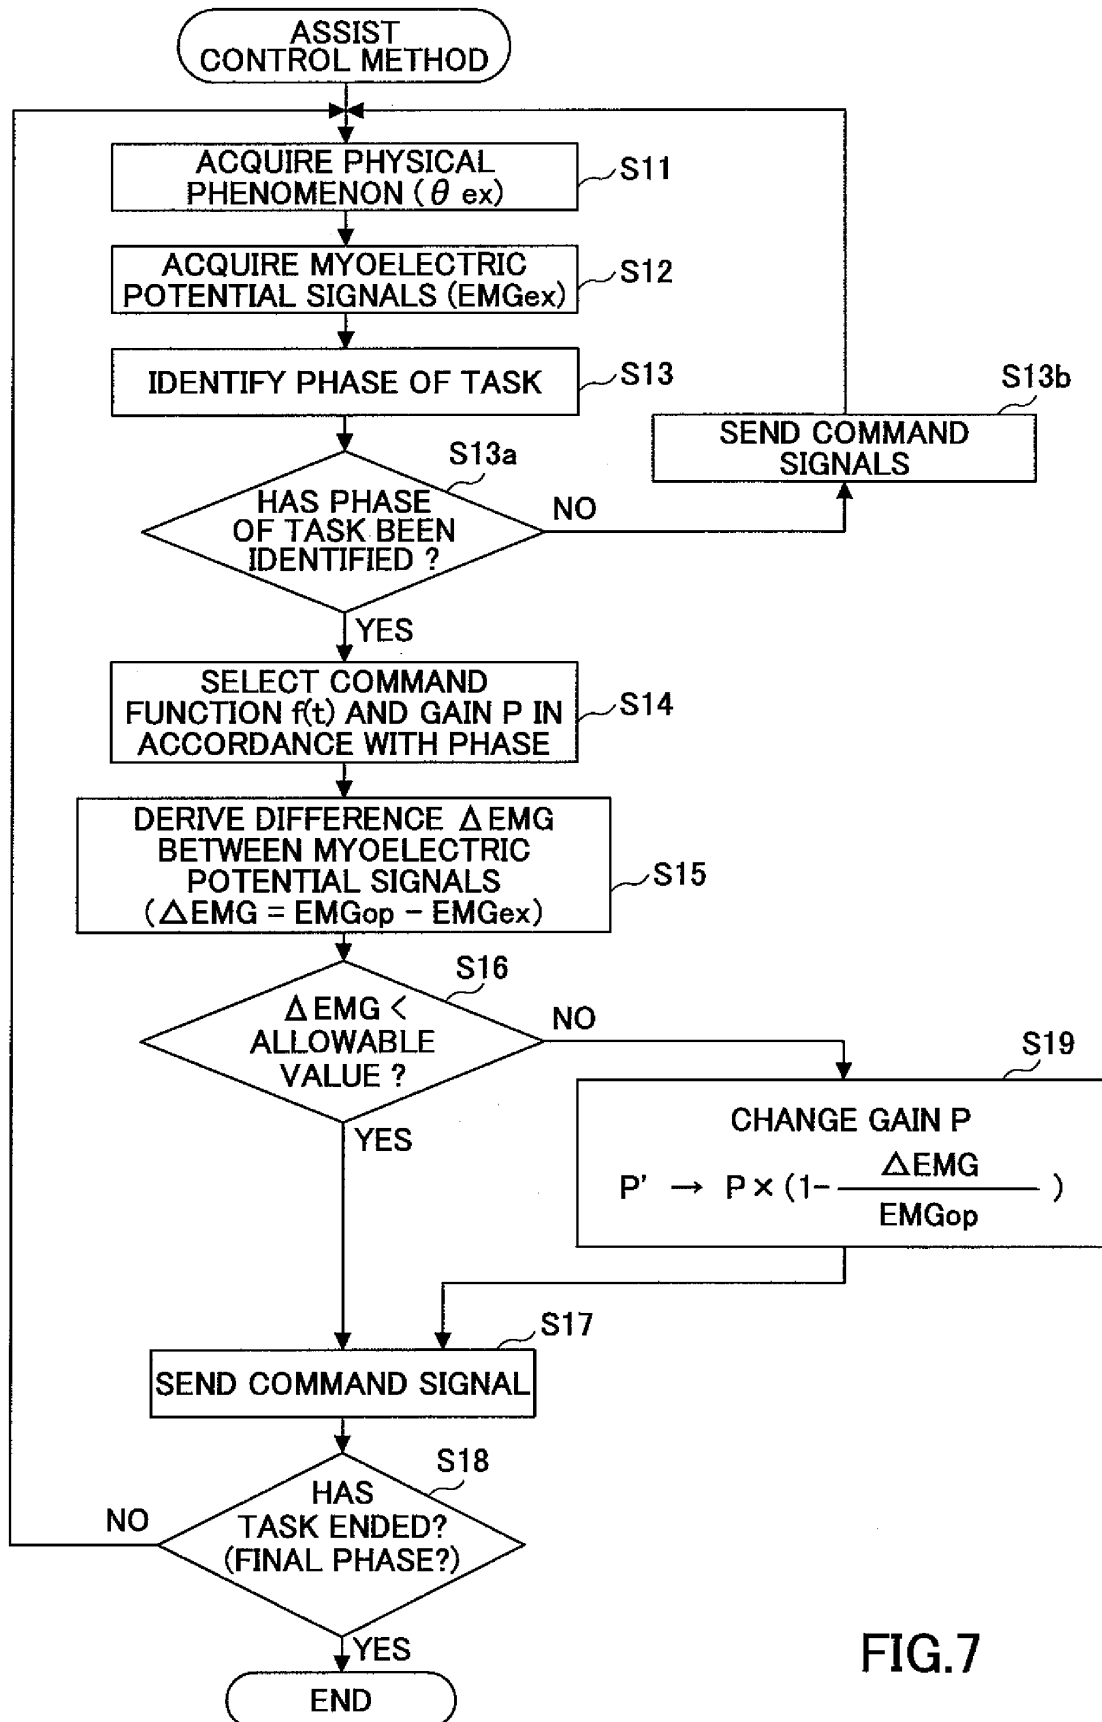 ASSIST
CONTROL METHOD
ACQUIRE PHYSICAL
PHENOMENON (θ ex)
S11
ACQUIRE MYOELECTRIC
POTENTIAL SIGNALS (EMGex)
S12
IDENTIFY PHASE OF TASK
S13
S13b
SEND COMMAND
SIGNALS
S13a
HAS PHASE
OF TASK BEEN
IDENTIFIED ?
NO
YES
SELECT COMMAND
FUNCTION f(t) AND GAIN P IN
ACCORDANCE WITH PHASE
S14
DERIVE DIFFERENCE ΔEMG
BETWEEN MYOELECTRIC
POTENTIAL SIGNALS
(ΔEMG = EMGop - EMGex)
S15
S16
ΔEMG <
ALLOWABLE
VALUE ?
NO
YES
S19
CHANGE GAIN P
P' → P × (1- ΔEMG / EMGop )
S17
SEND COMMAND SIGNAL
S18
HAS
TASK ENDED?
(FINAL PHASE?)
NO
YES
END
FIG.7